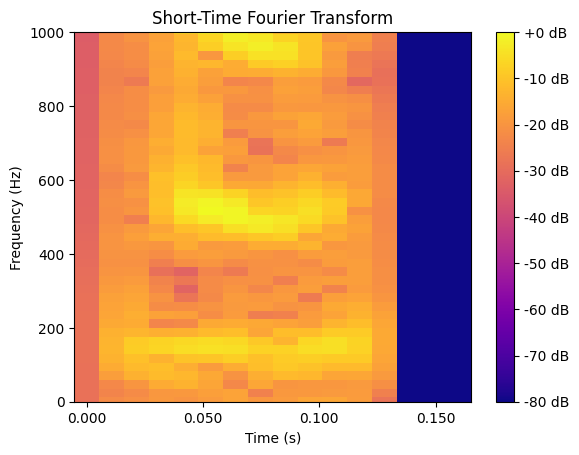 Short-Time Fourier Transform
1000
800
600
400
200
0
Frequency (Hz)
0.000
0.050
0.100
0.150
Time (s)
+0 dB
-10 dB
-20 dB
-30 dB
-40 dB
-50 dB
-60 dB
-70 dB
-80 dB